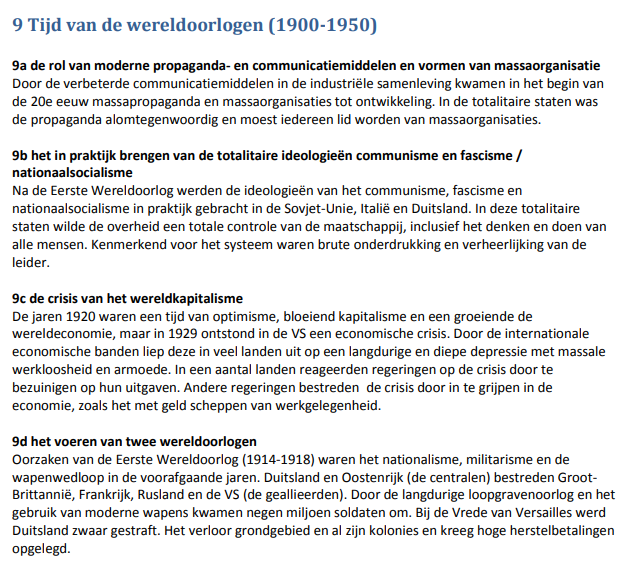 9 Tijd van de wereldoorlogen (1900-1950)
9a de rol van moderne propaganda- en communicatiemiddelen en vormen van massaorganisatie
Door de verbeterde communicatiemiddelen in de industriële samenleving kwamen in het begin van
de 20e eeuw massapropaganda en massaorganisaties tot ontwikkeling. In de totalitaire staten was
de propaganda alomtegenwoordig en moest iedereen lid worden van massaorganisaties.
9b het in praktijk brengen van de totalitaire ideologieën communisme en fascisme /
nationaalsocialisme
Na de Eerste Wereldoorlog werden de ideologieën van het communisme, fascisme en
nationaalsocialisme in praktijk gebracht in de Sovjet-Unie, Italië en Duitsland. In deze totalitaire
staten wilde de overheid een totale controle van de maatschappij, inclusief het denken en doen van
alle mensen. Kenmerkend voor het systeem waren brute onderdrukking en verheerlijking van de
leider.
9c de crisis van het wereldkapitalisme
De jaren 1920 waren een tijd van optimisme, bloeiend kapitalisme en een groeiende de
wereldeconomie, maar in 1929 ontstond in de VS een economische crisis. Door de internationale
economische banden liep deze in veel landen uit op een langdurige en diepe depressie met massale
werkloosheid en armoede. In een aantal landen reageerden regeringen op de crisis door te
bezuinigen op hun uitgaven. Andere regeringen bestreden de crisis door in te grijpen in de
economie, zoals het met geld scheppen van werkgelegenheid.
9d het voeren van twee wereldoorlogen
Oorzaken van de Eerste Wereldoorlog (1914-1918) waren het nationalisme, militarisme en de
wapenwedloop in de voorafgaande jaren. Duitsland en Oostenrijk (de centralen) bestreden Groot-
Brittannië, Frankrijk, Rusland en de VS (de geallieerden). Door de langdurige loopgravenoorlog en het
gebruik van moderne wapens kwamen negen miljoen soldaten om. Bij de Vrede van Versailles werd
Duitsland zwaar gestraft. Het verloor grondgebied en al zijn kolonies en kreeg hoge herstelbetalingen
opgelegd.